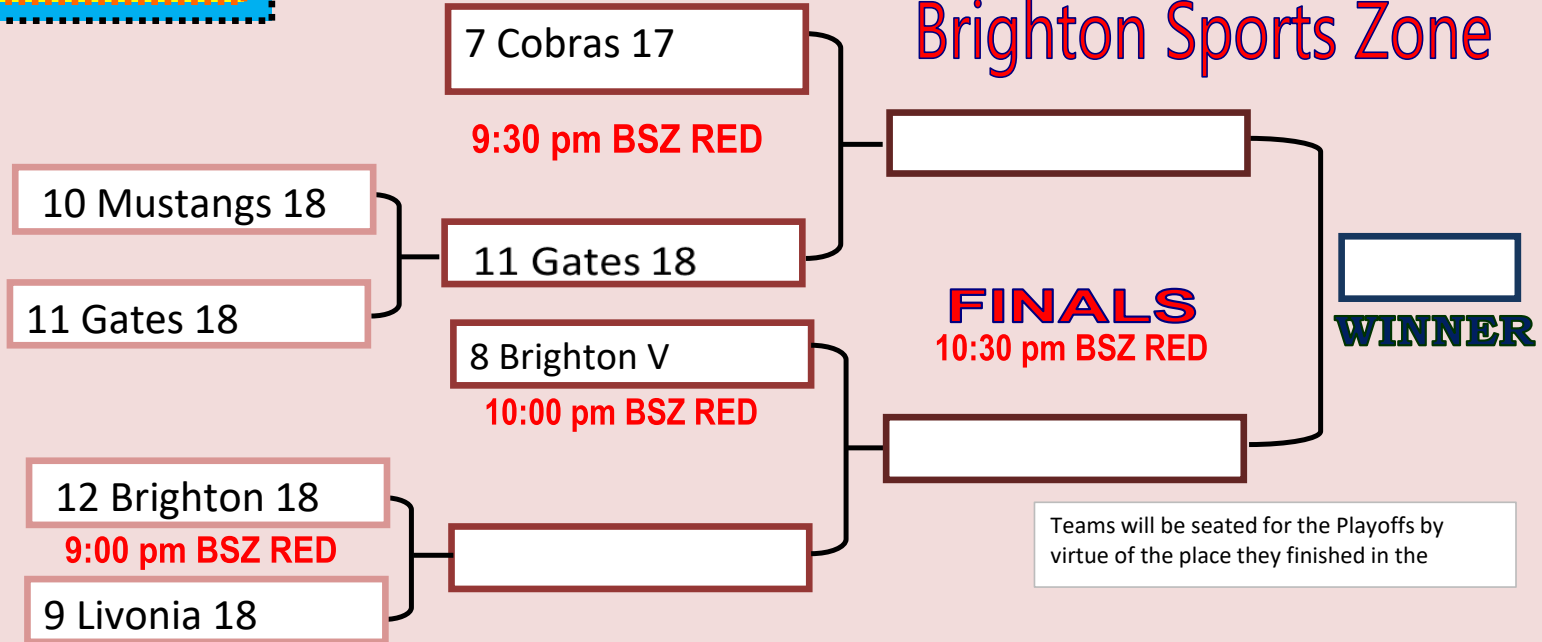 Brighton Sports Zone
7 Cobras 17
9:30 pm BSZ RED
10 Mustangs 18
11 Gates 18
11 Gates 18
FINALS
10:30 pm BSZ RED
WINNER
8 Brighton V
10:00 pm BSZ RED
12 Brighton 18
9:00 pm BSZ RED
9 Livonia 18
Teams will be seated for the Playoffs by
virtue of the place they finished in the